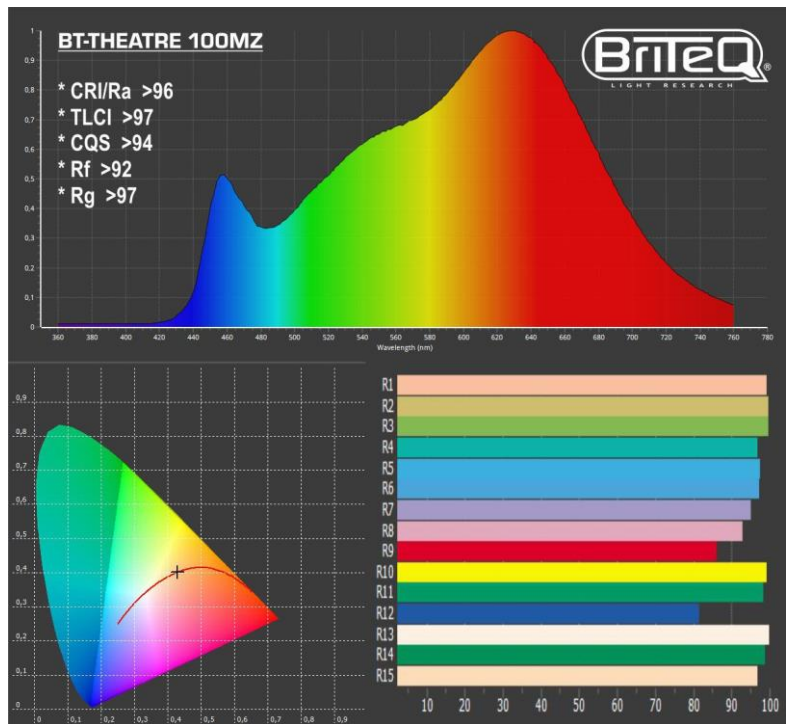 BT-THEATRE 100MZ
BRITEQ®
LIGHT RESEARCH
* CRI/Ra >96
* TLCI >97
* CQS >94
* Rf >92
* Rg >97
1
0,9
0,8
0,7
0,6
0,5
0,4
0,3
0,2
0,1
0
360 380 400 420 440 460 480 500 520 540 560 580 600 620 640 660 680 700 720 740 760 780
Wavelength (nm)
0,9
0,8
0,7
0,6
0,5
0,4
0,3
0,2
0,1
0
0 0,1 0,2 0,3 0,4 0,5 0,6 0,7 0,8 0,9
R1
R2
R3
R4
R5
R6
R7
R8
R9
R10
R11
R12
R13
R14
R15
10 20 30 40 50 60 70 80 90 100